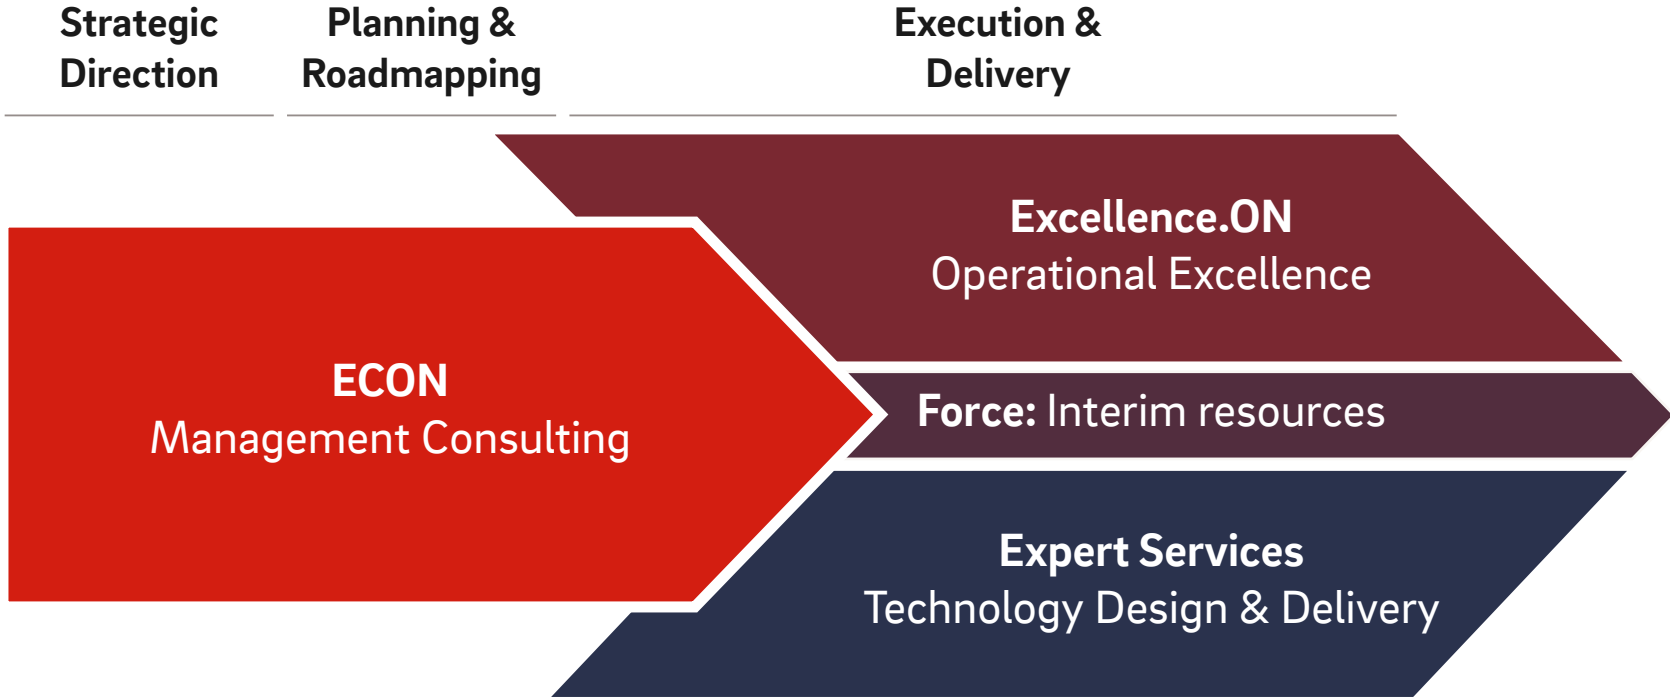 Strategic
Direction
Planning &
Roadmapping
Execution &
Delivery
Excellence.ON
Operational Excellence
ECON
Management Consulting
Force: Interim resources
Expert Services
Technology Design & Delivery